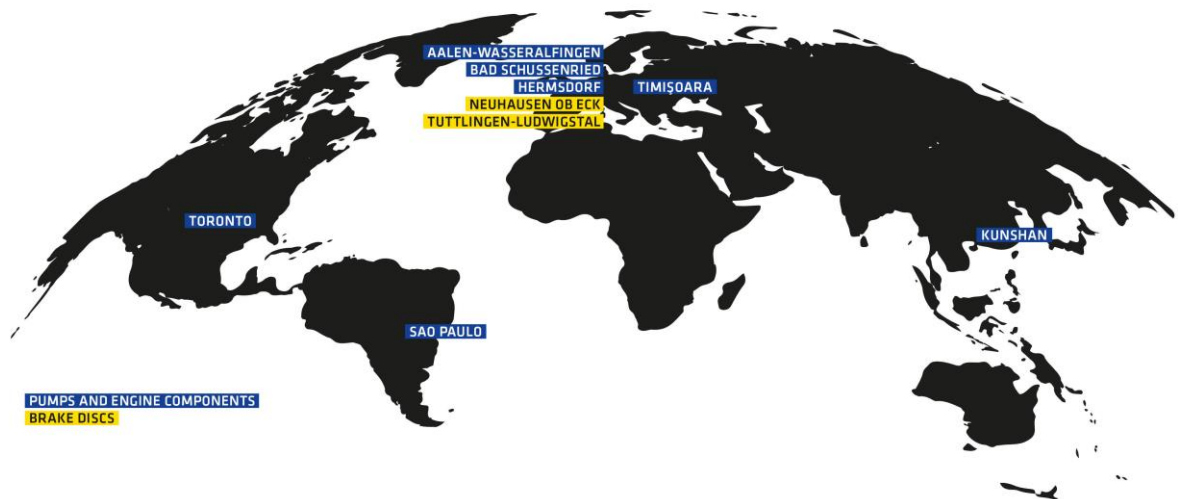 AALEN-WASSERALFINGEN
BAD SCHUSSENRIED
HERMSDORF
TIMIŞOARA
NEUHAUSEN OB ECK
TUTTLINGEN-LUDWIGSTAL
TORONTO
KUNSHAN
SAO PAULO
PUMPS AND ENGINE COMPONENTS
BRAKE DISCS